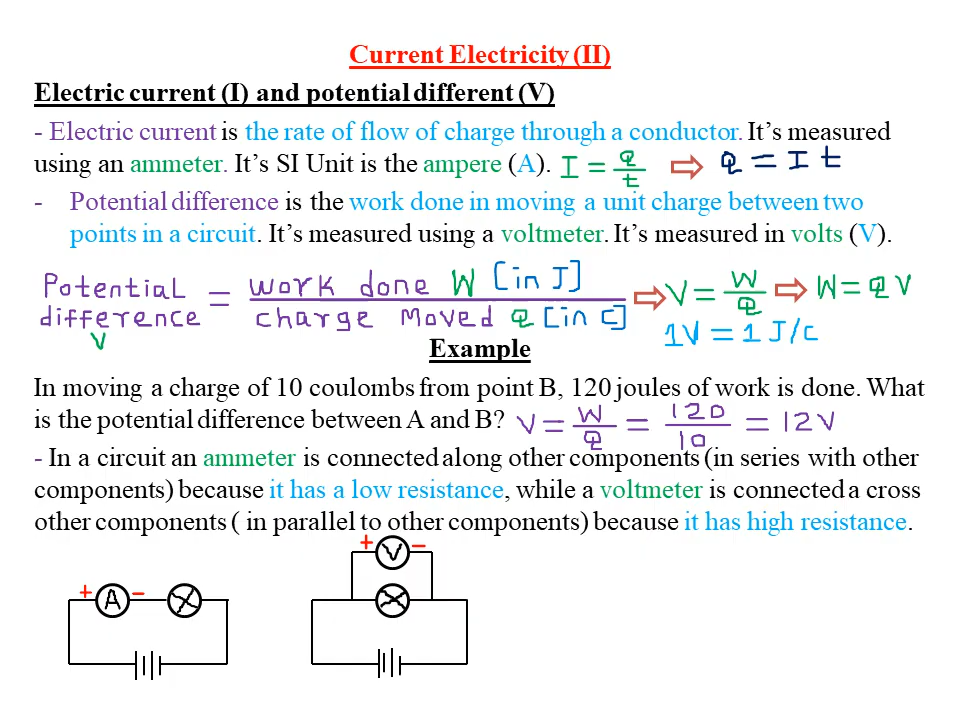 Current Electricity (II)
Electric current (I) and potential different (V)
- Electric current is the rate of flow of charge through a conductor. It's measured
using an ammeter. It's SI Unit is the ampere (A). I = Q/t ⇨ Q = I t
- Potential difference is the work done in moving a unit charge between two
points in a circuit. It's measured using a voltmeter. It's measured in volts (V).
Potential difference V = work done W [in J] / charge moved Q [in C] ⇨ V = W/Q ⇨ W = QV
1V = 1 J/C
Example
In moving a charge of 10 coulombs from point B, 120 joules of work is done. What
is the potential difference between A and B? V = W/Q = 120/10 = 12V
- In a circuit an ammeter is connected along other components (in series with other
components) because it has a low resistance, while a voltmeter is connected a cross
other components ( in parallel to other components) because it has high resistance.
+ V -
+ A -